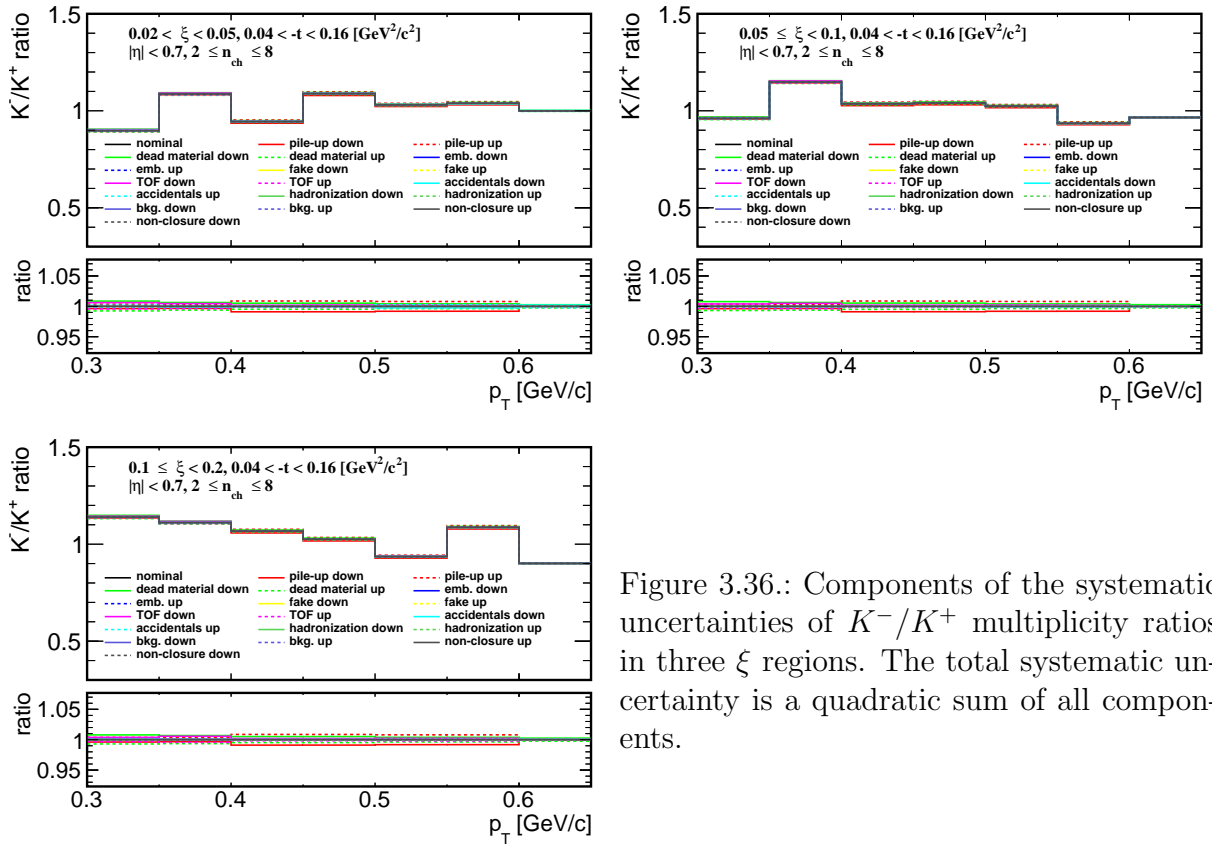 K⁻/K⁺ ratio
1.5
1
0.5
0.02 < ξ < 0.05, 0.04 < -t < 0.16 [GeV²/c²]
|η| < 0.7, 2 ≤ n_ch ≤ 8
nominal pile-up down pile-up up
dead material down dead material up emb. down
emb. up fake down fake up
TOF down TOF up accidentals down
accidentals up hadronization down hadronization up
bkg. down bkg. up non-closure up
non-closure down
ratio
1.05
1
0.95
0.3 0.4 0.5 0.6
p_T [GeV/c]
K⁻/K⁺ ratio
1.5
1
0.5
0.05 ≤ ξ < 0.1, 0.04 < -t < 0.16 [GeV²/c²]
|η| < 0.7, 2 ≤ n_ch ≤ 8
nominal pile-up down pile-up up
dead material down dead material up emb. down
emb. up fake down fake up
TOF down TOF up accidentals down
accidentals up hadronization down hadronization up
bkg. down bkg. up non-closure up
non-closure down
ratio
1.05
1
0.95
0.3 0.4 0.5 0.6
p_T [GeV/c]
K⁻/K⁺ ratio
1.5
1
0.5
0.1 ≤ ξ < 0.2, 0.04 < -t < 0.16 [GeV²/c²]
|η| < 0.7, 2 ≤ n_ch ≤ 8
nominal pile-up down pile-up up
dead material down dead material up emb. down
emb. up fake down fake up
TOF down TOF up accidentals down
accidentals up hadronization down hadronization up
bkg. down bkg. up non-closure up
non-closure down
ratio
1.05
1
0.95
0.3 0.4 0.5 0.6
p_T [GeV/c]
Figure 3.36.: Components of the systematic
uncertainties of K⁻/K⁺ multiplicity ratios
in three ξ regions. The total systematic un-
certainty is a quadratic sum of all compon-
ents.